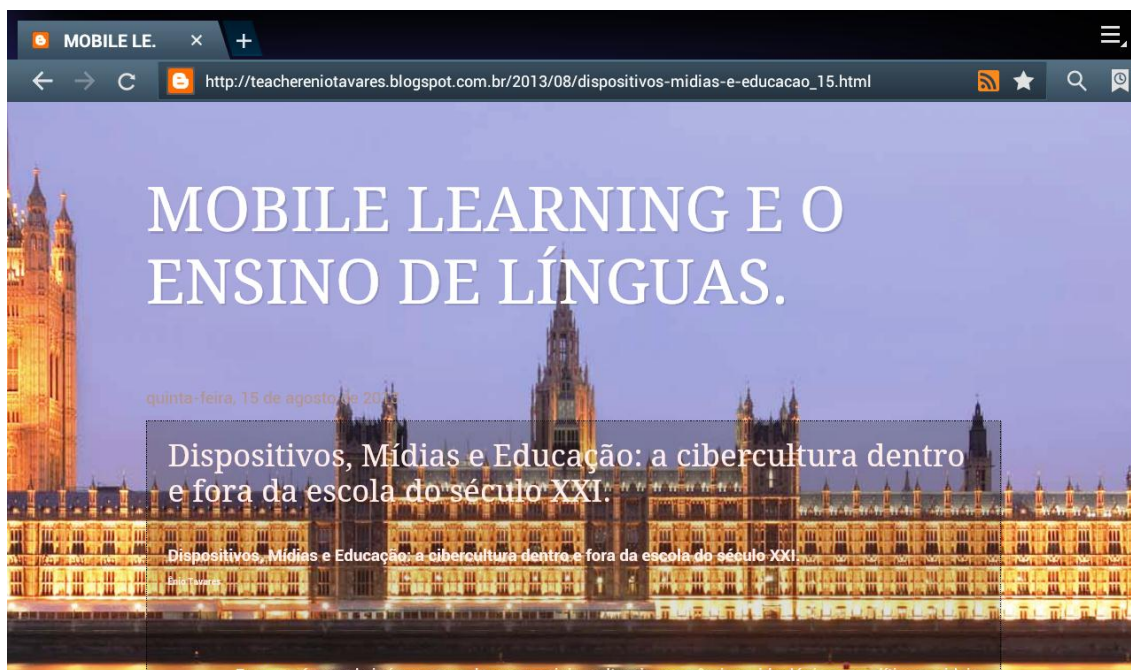 MOBILE LE.
http://teachereniotavares.blogspot.com.br/2013/08/dispositivos-midias-e-educacao_15.html
MOBILE LEARNING E O
ENSINO DE LÍNGUAS.
quinta-feira, 15 de agosto de 2013
Dispositivos, Mídias e Educação: a cibercultura dentro
e fora da escola do século XXI.
Dispositivos, Mídias e Educação: a cibercultura dentro e fora da escola do século XXI.
Ênio Tavares